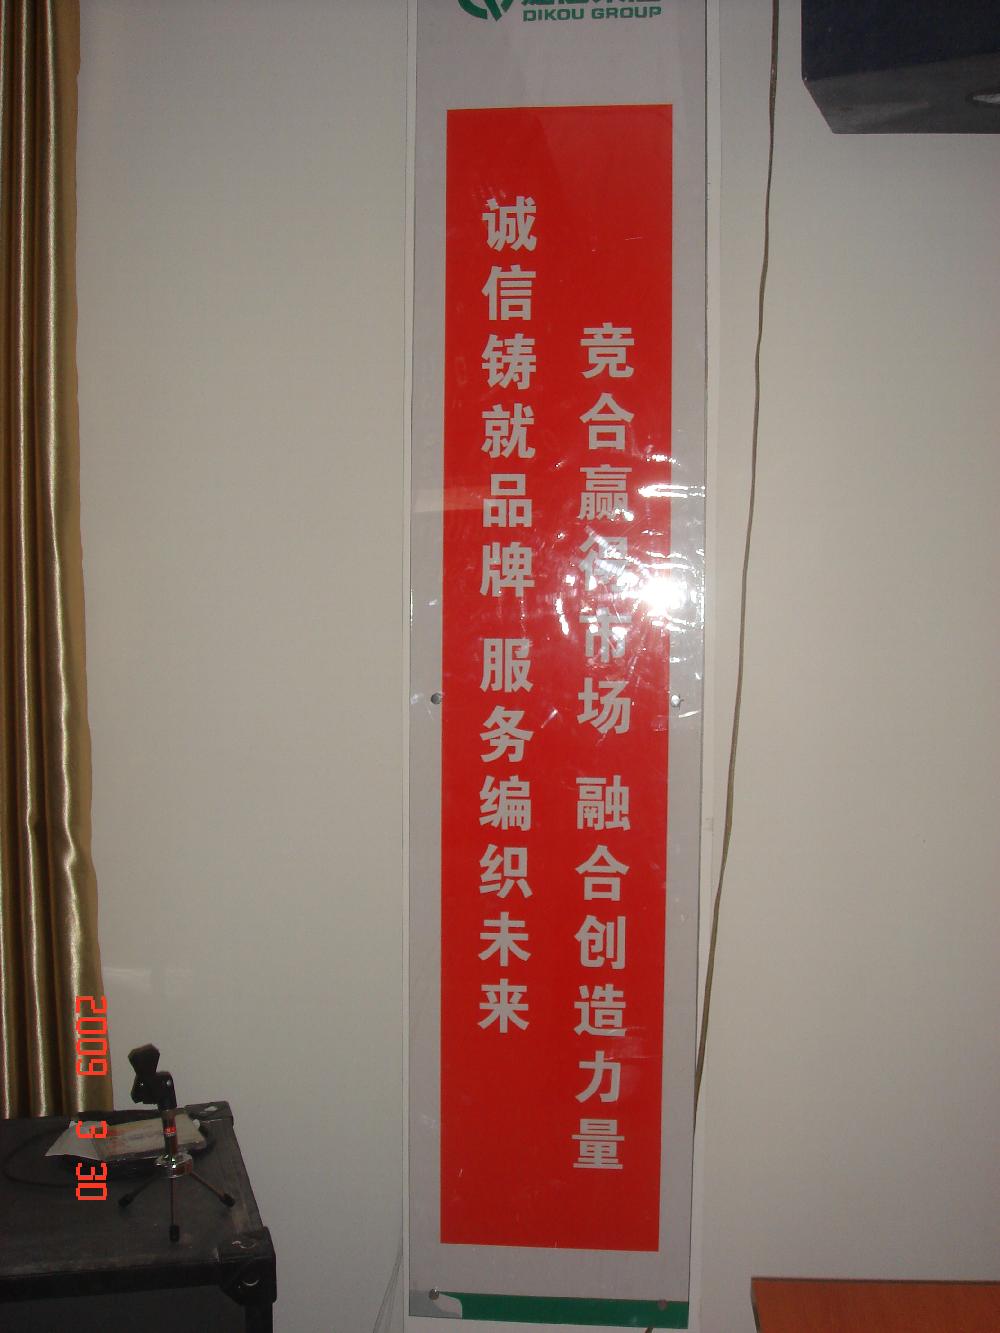 DIKOU GROUP
诚信铸就品牌 服务编织未来
竞合赢得市场 融合创造力量
2009 3 30